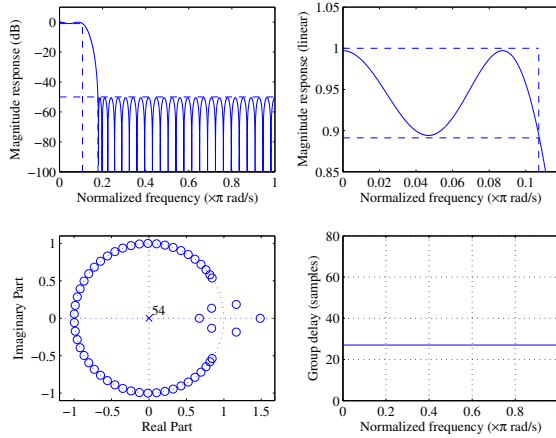 Magnitude response (dB)
0
−20
−40
−60
−80
−100
0 0.2 0.4 0.6 0.8 1
Normalized frequency (×π rad/s)
Magnitude response (linear)
1.05
1
0.95
0.9
0.85
0 0.02 0.04 0.06 0.08 0.1
Normalized frequency (×π rad/s)
Imaginary Part
1
0.5
0
−0.5
−1
54
−1 −0.5 0 0.5 1 1.5
Real Part
Group delay (samples)
80
60
40
20
0
0 0.2 0.4 0.6 0.8
Normalized frequency (×π rad/s)